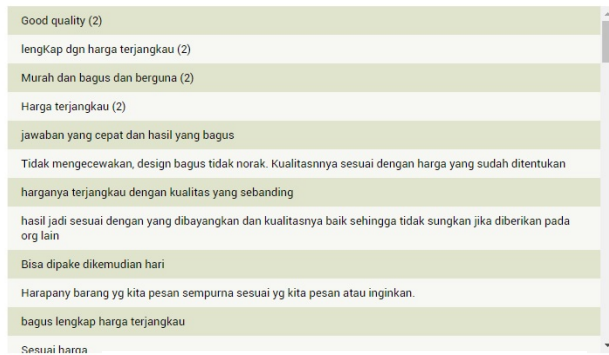 Good quality (2)
lengKap dgn harga terjangkau (2)
Murah dan bagus dan berguna (2)
Harga terjangkau (2)
jawaban yang cepat dan hasil yang bagus
Tidak mengecewakan, design bagus tidak norak. Kualitasnnya sesuai dengan harga yang sudah ditentukan
harganya terjangkau dengan kualitas yang sebanding
hasil jadi sesuai dengan yang dibayangkan dan kualitasnya baik sehingga tidak sungkan jika diberikan pada
org lain
Bisa dipake dikemudian hari
Harapany barang yg kita pesan sempurna sesuai yg kita pesan atau inginkan.
bagus lengkap harga terjangkau
Sesuai harga